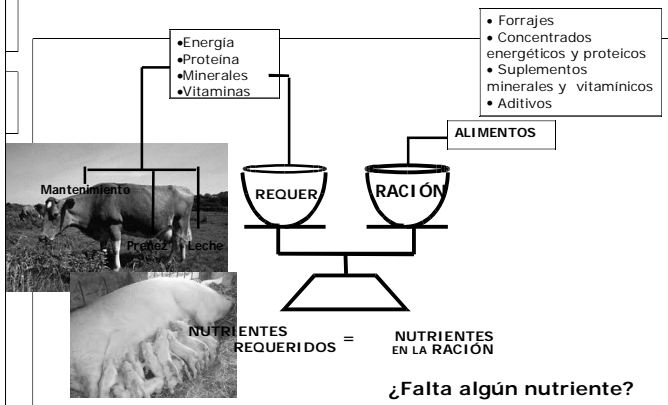 •Energía
•Proteína
•Minerales
•Vitaminas
• Forrajes
• Concentrados
energéticos y proteicos
• Suplementos
minerales y vitamínicos
• Aditivos
ALIMENTOS
Mantenimiento
Preñez
Leche
REQUER
RACIÓN
NUTRIENTES
REQUERIDOS
=
NUTRIENTES
EN LA RACIÓN
¿Falta algún nutriente?